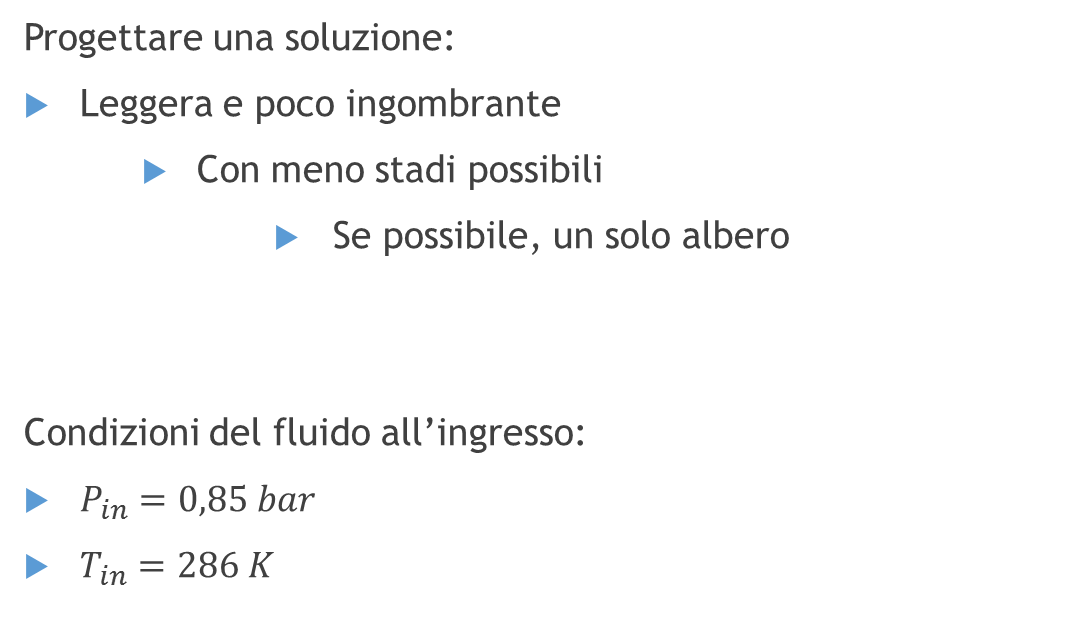 Progettare una soluzione:
Leggera e poco ingombrante
Con meno stadi possibili
Se possibile, un solo albero
Condizioni del fluido all’ingresso:
P_in = 0,85 bar
T_in = 286 K